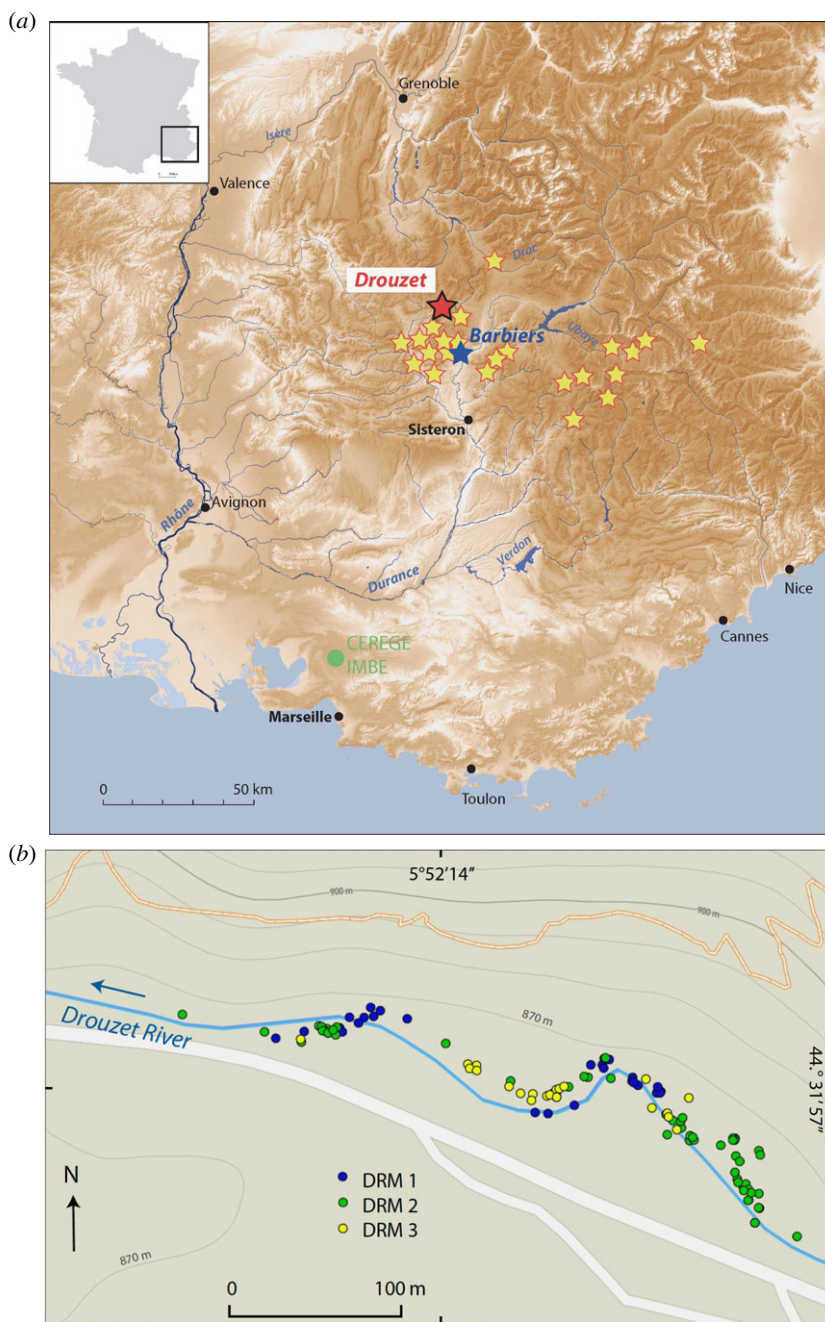 (a)
Grenoble
Isère
Valence
Drac
Drouzet
Barbiers
Ubaye
Sisteron
Avignon
Rhône
Verdon
Durance
Nice
Cannes
CEREGE
IMBE
Marseille
0 50 km
Toulon
(b)
5°52′14″
900 m
900 m
870 m
Drouzet River
44.° 31′57″
N
DRM 1
DRM 2
DRM 3
870 m
0 100 m